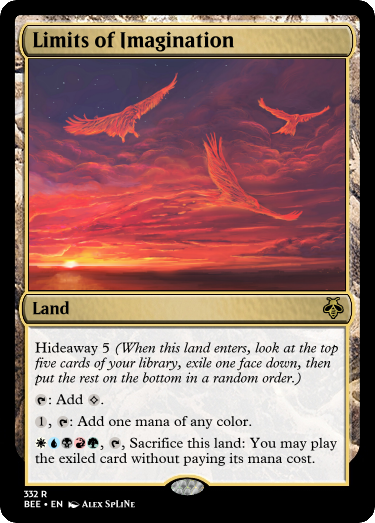 Limits of Imagination
Land
Hideaway 5 (When this land enters, look at the top
five cards of your library, exile one face down, then
put the rest on the bottom in a random order.)
: Add .
1, : Add one mana of any color.
, , Sacrifice this land: You may play
the exiled card without paying its mana cost.
332 R
BEE • EN Alex SpLiNe